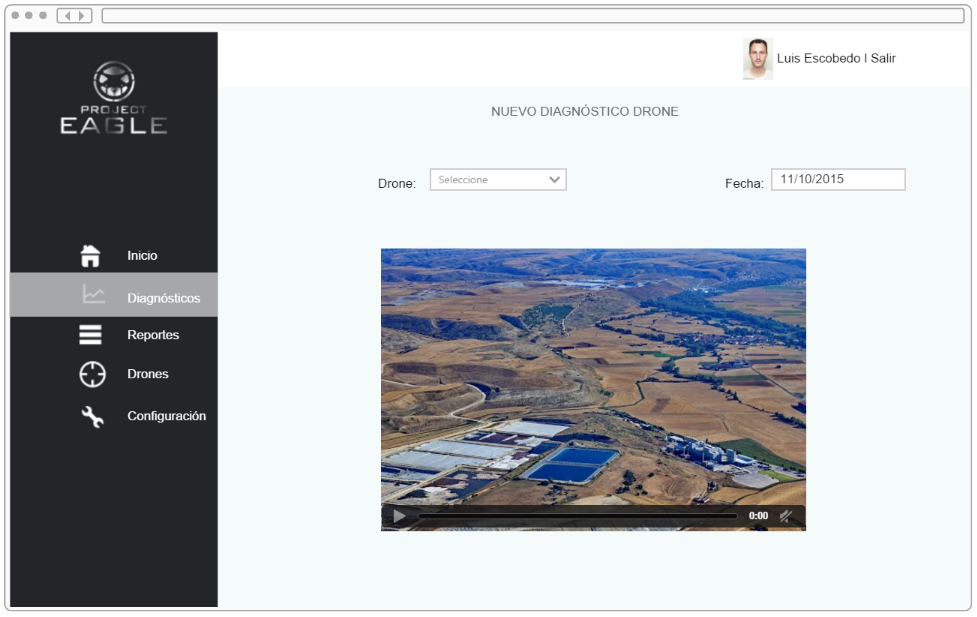 Luis Escobedo I Salir
PROJECT
EAGLE
NUEVO DIAGNÓSTICO DRONE
Drone: Seleccione
Fecha: 11/10/2015
Inicio
Diagnósticos
Reportes
Drones
Configuración
0:00